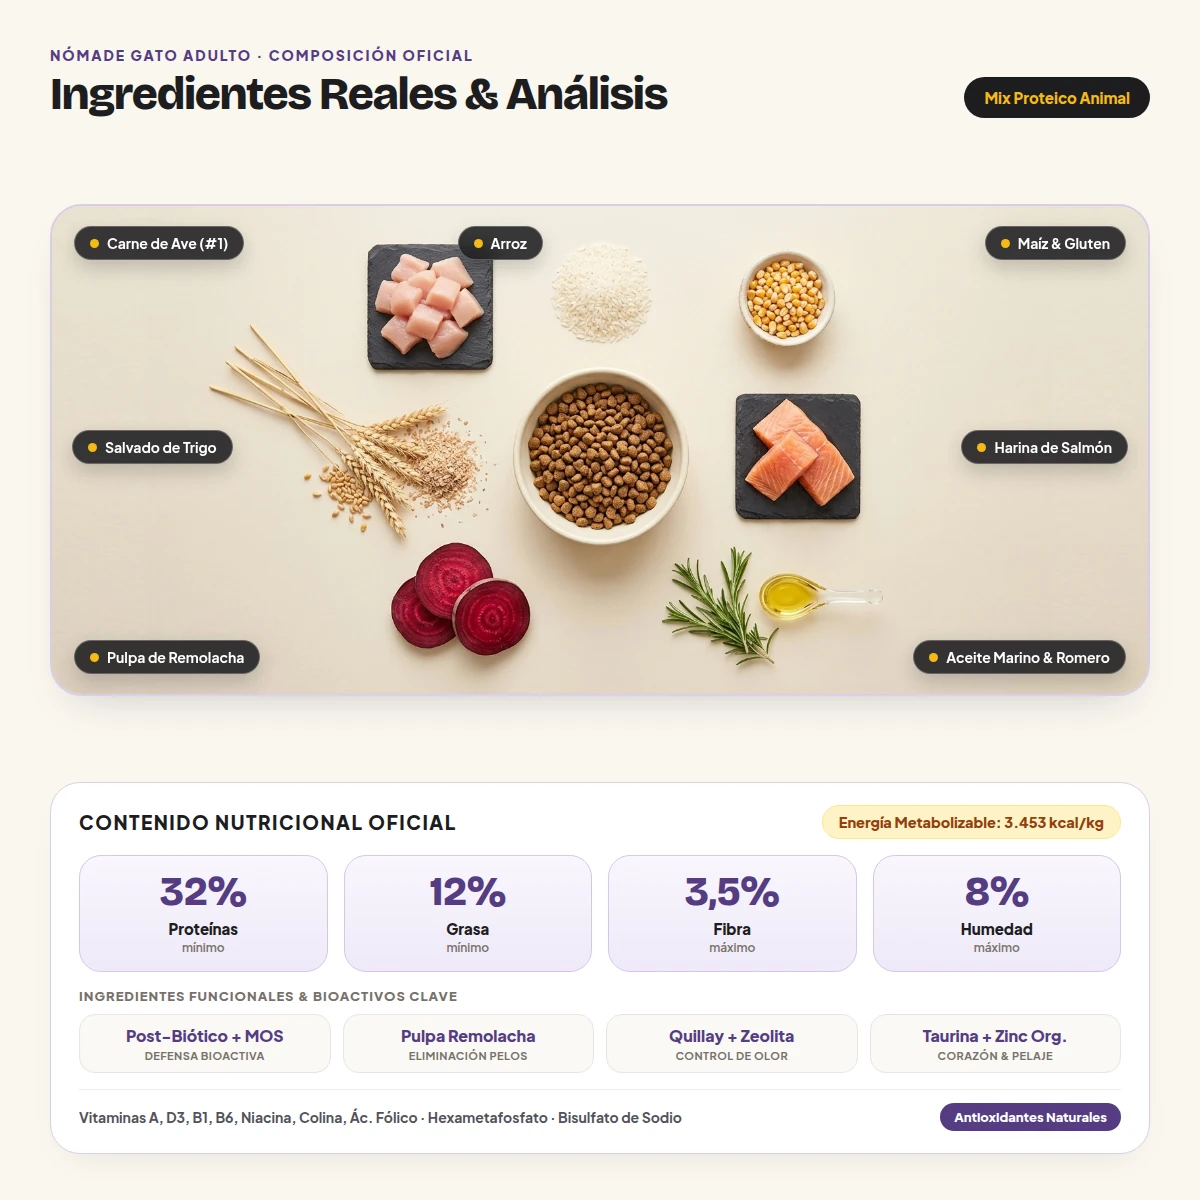 NÓMADE GATO ADULTO · COMPOSICIÓN OFICIAL
Ingredientes Reales & Análisis
Mix Proteico Animal
Carne de Ave (#1)
Arroz
Maíz & Gluten
Salvado de Trigo
Harina de Salmón
Pulpa de Remolacha
Aceite Marino & Romero
CONTENIDO NUTRICIONAL OFICIAL
Energía Metabolizable: 3.453 kcal/kg
32%
Proteínas
mínimo
12%
Grasa
mínimo
3,5%
Fibra
máximo
8%
Humedad
máximo
INGREDIENTES FUNCIONALES & BIOACTIVOS CLAVE
Post-Biótico + MOS
DEFENSA BIOACTIVA
Pulpa Remolacha
ELIMINACIÓN PELOS
Quillay + Zeolita
CONTROL DE OLOR
Taurina + Zinc Org.
CORAZÓN & PELAJE
Vitaminas A, D3, B1, B6, Niacina, Colina, Ác. Fólico · Hexametafosfato · Bisulfato de Sodio
Antioxidantes Naturales